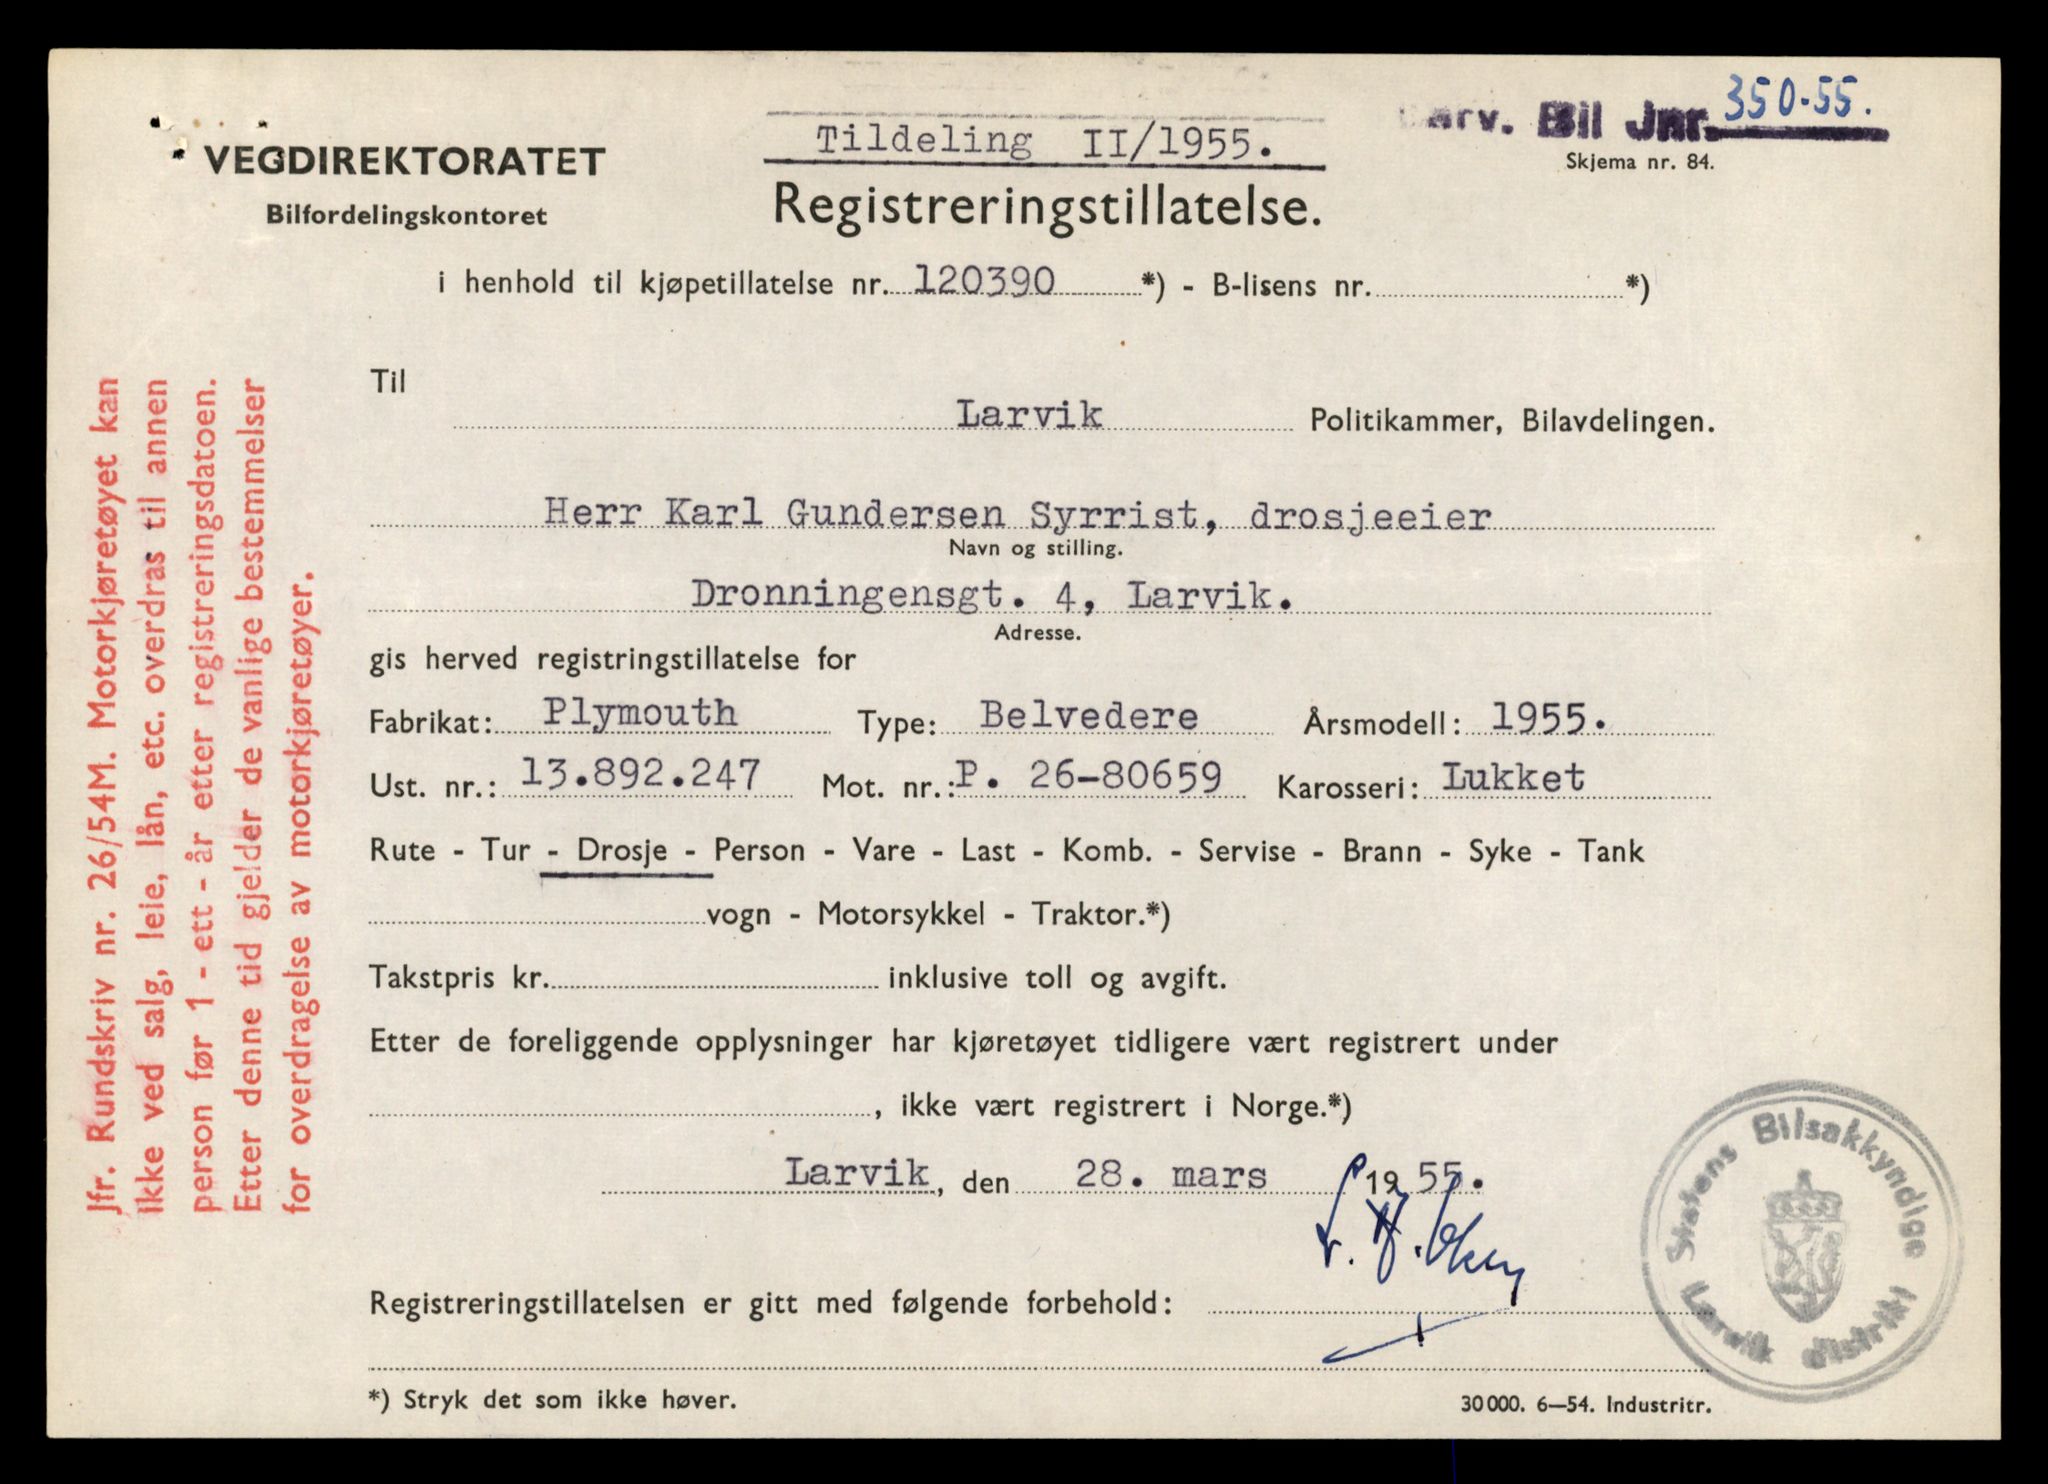 Tildeling II/1955.
Larv. Bil Jnr. 350-55.
Skjema nr. 84.
VEGDIREKTORATET
Bilfordelingskontoret
Registreringstillatelse.
i henhold til kjøpetillatelse nr. 120390 *) - B-lisens nr. *)
Til
Larvik Politikammer, Bilavdelingen.
Herr Karl Gundersen Syrrist, drosjeeier
Navn og stilling.
Dronningensgt. 4, Larvik.
Adresse.
gis herved registringstillatelse for
Fabrikat: Plymouth Type: Belvedere Årsmodell: 1955.
Ust. nr.: 13.892.247 Mot. nr.: P. 26-80659 Karosseri: Lukket
Rute - Tur - Drosje - Person - Vare - Last - Komb. - Servise - Brann - Syke - Tank
vogn - Motorsykkel - Traktor.*)
Takstpris kr. inklusive toll og avgift.
Etter de foreliggende opplysninger har kjøretøyet tidligere vært registrert under
, ikke vært registrert i Norge.*)
Larvik, den 28. mars 1955.
Registreringstillatelsen er gitt med følgende forbehold:
*) Stryk det som ikke høver.
30000. 6—54. Industritr.
Statens Bilsakkyndige
Larvik distrikt
Jfr. Rundskriv nr. 26/54M. Motorkjøretøyet kan
ikke ved salg, leie, lån, etc. overdras til annen
person før 1 - ett - år etter registreringsdatoen.
Etter denne tid gjelder de vanlige bestemmelser
for overdragelse av motorkjøretøyer.